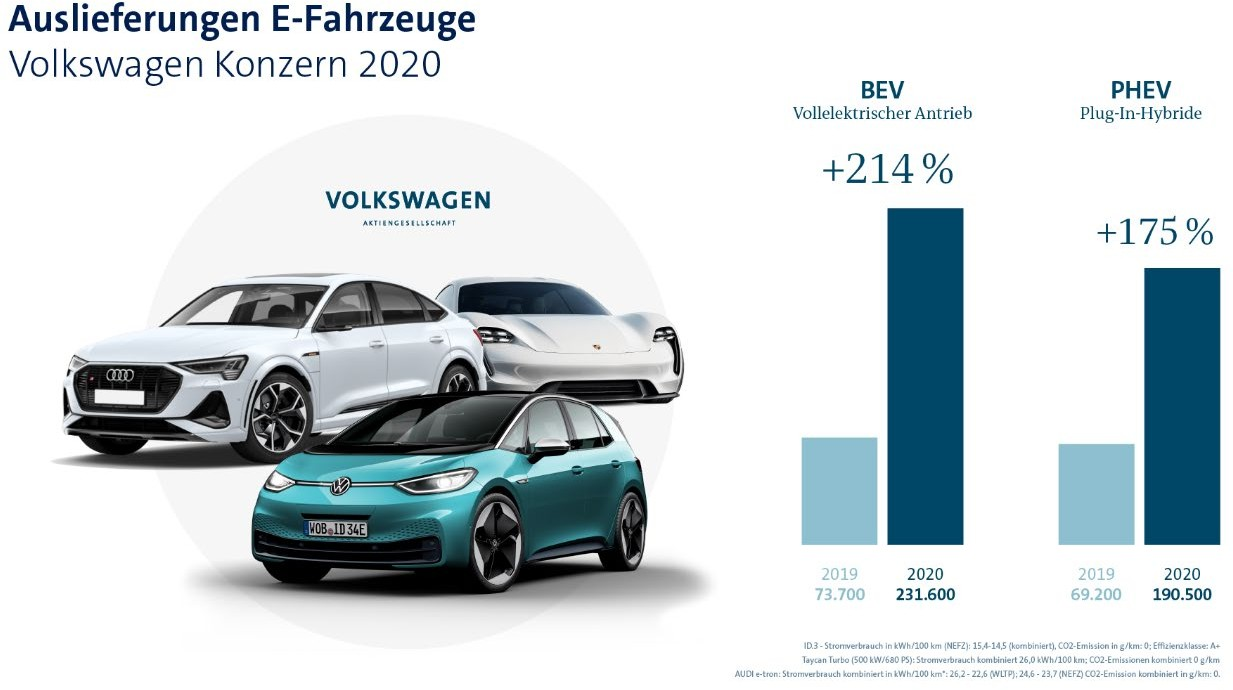 Auslieferungen E-Fahrzeuge
Volkswagen Konzern 2020
VOLKSWAGEN
AKTIENGESELLSCHAFT
WOB ID 34E
BEV
Vollelektrischer Antrieb
+214 %
2019
73.700
2020
231.600
PHEV
Plug-In-Hybride
+175 %
2019
69.200
2020
190.500
ID.3 - Stromverbrauch in kWh/100 km (NEFZ): 15,4-14,5 (kombiniert), CO2-Emission in g/km: 0; Effizienzklasse: A+
Taycan Turbo (500 kW/680 PS): Stromverbrauch kombiniert 26,0 kWh/100 km; CO2-Emissionen kombiniert 0 g/km
AUDI e-tron: Stromverbrauch kombiniert in kWh/100 km*: 26,2 - 22,6 (WLTP); 24,6 - 23,7 (NEFZ) CO2-Emission kombiniert in g/km: 0.